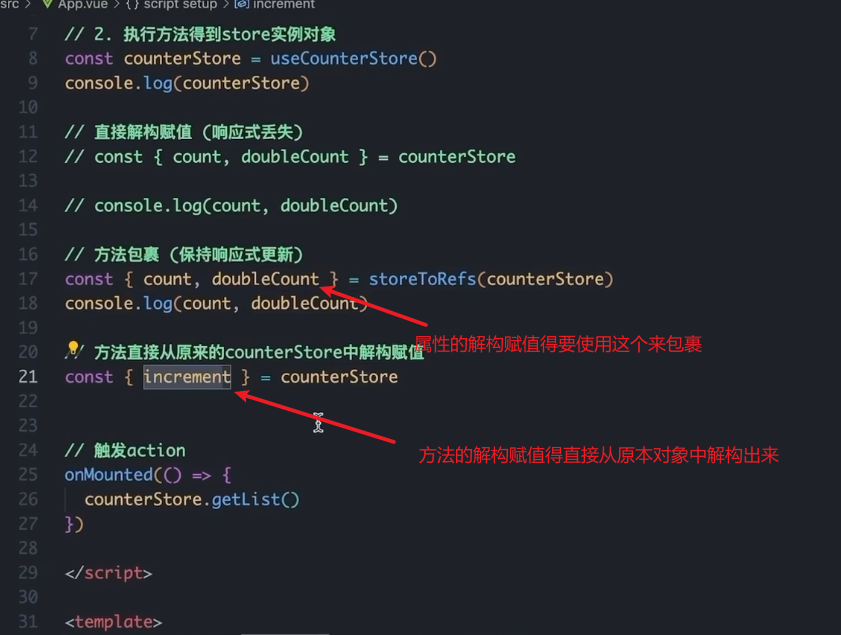 src > App.vue > {} script setup > increment
7 // 2. 执行方法得到store实例对象
8 const counterStore = useCounterStore()
9 console.log(counterStore)
10
11 // 直接解构赋值（响应式丢失）
12 // const { count, doubleCount } = counterStore
13
14 // console.log(count, doubleCount)
15
16 // 方法包裹（保持响应式更新）
17 const { count, doubleCount } = storeToRefs(counterStore)
18 console.log(count, doubleCount)
19
属性的解构赋值得要使用这个来包裹
20 // 方法直接从原来的counterStore中解构赋值
21 const { increment } = counterStore
22
23
方法的解构赋值得直接从原本对象中解构出来
24 // 触发action
25 onMounted(() => {
26 counterStore.getList()
27 })
28
29 </script>
30
31 <template>